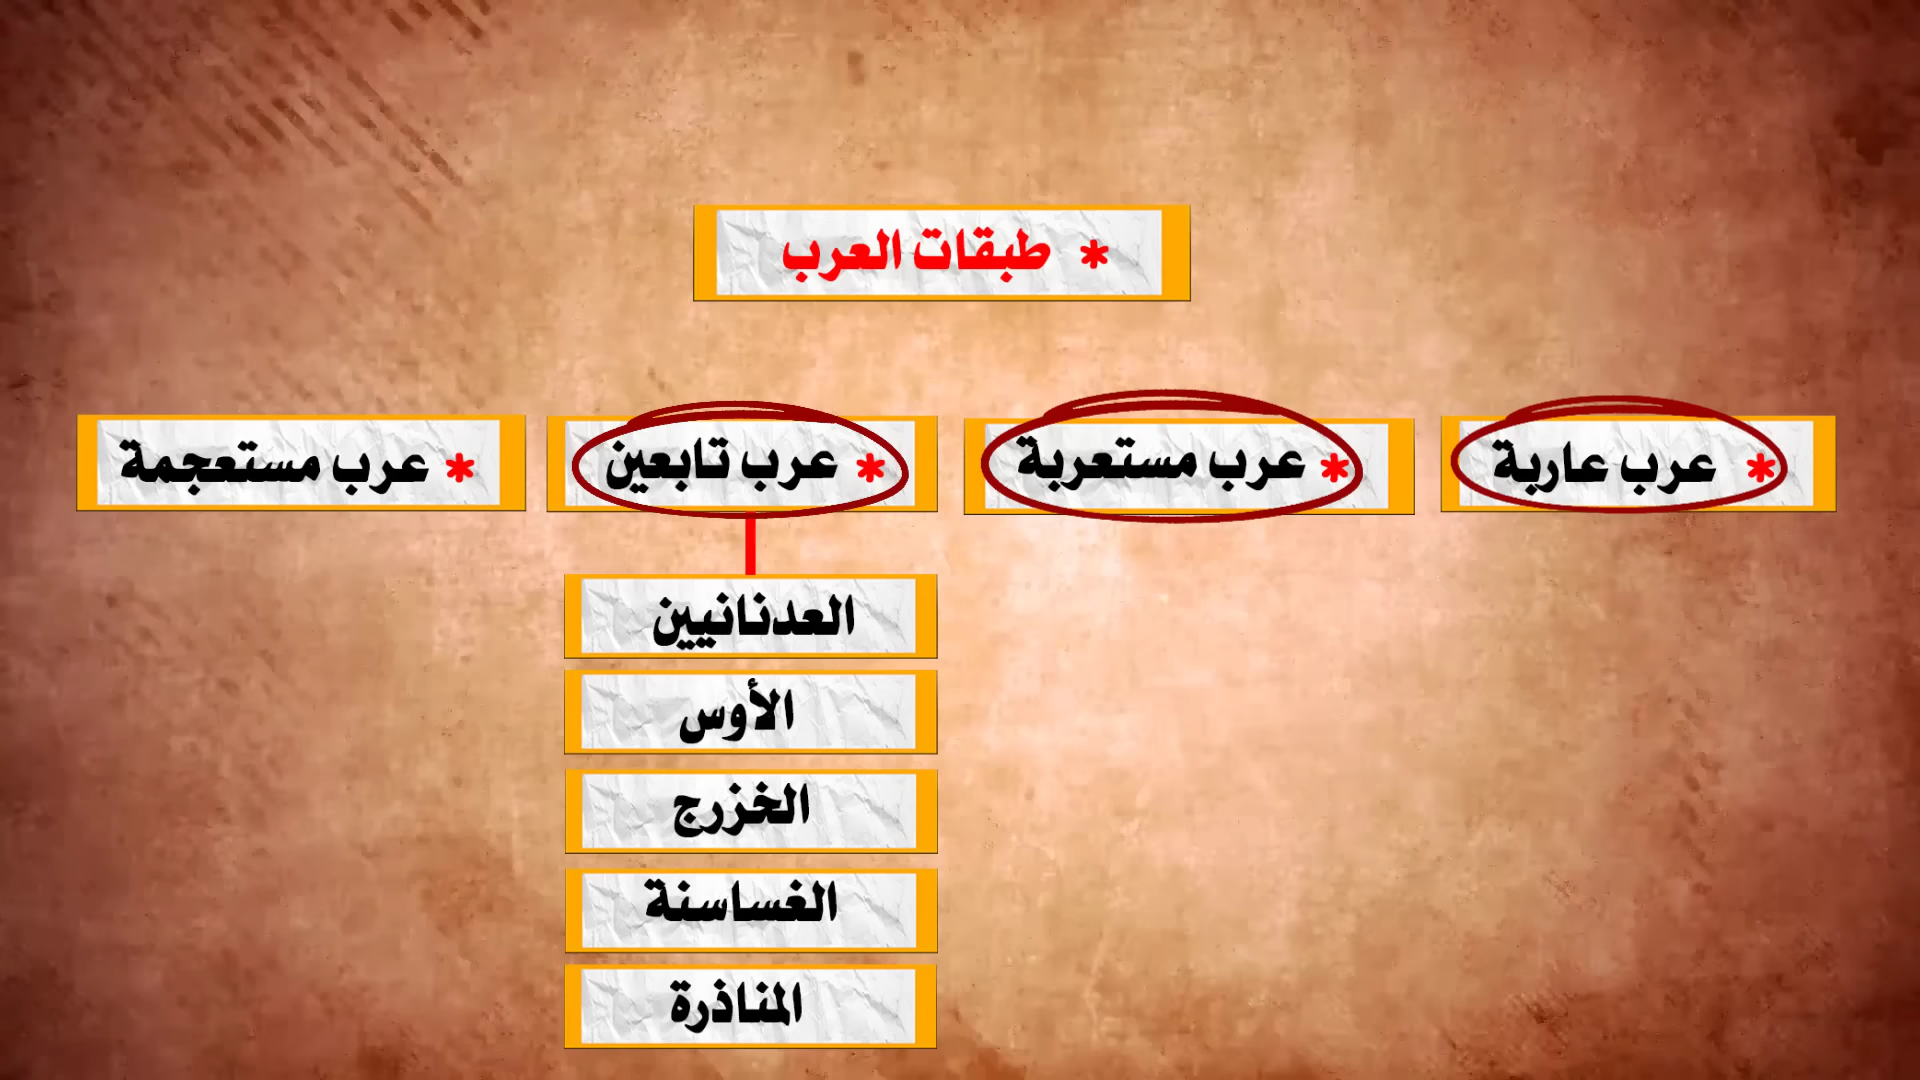 * طبقات العرب
* عرب عاربة
* عرب مستعربة
* عرب تابعين
* عرب مستعجمة
العدنانيين
الأوس
الخزرج
الغساسنة
المناذرة